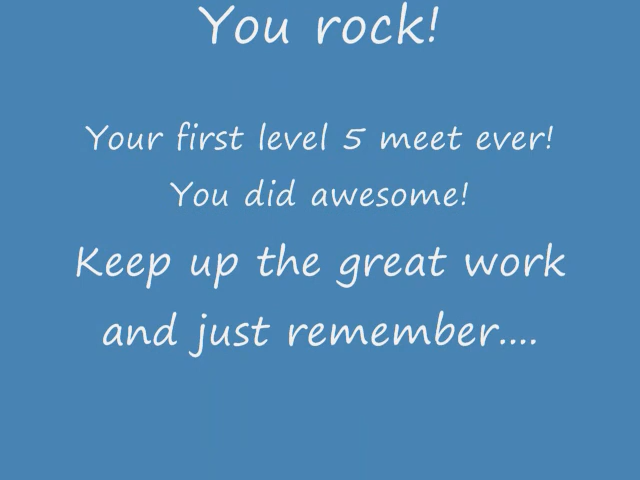 You rock!
Your first level 5 meet ever!
You did awesome!
Keep up the great work
and just remember....